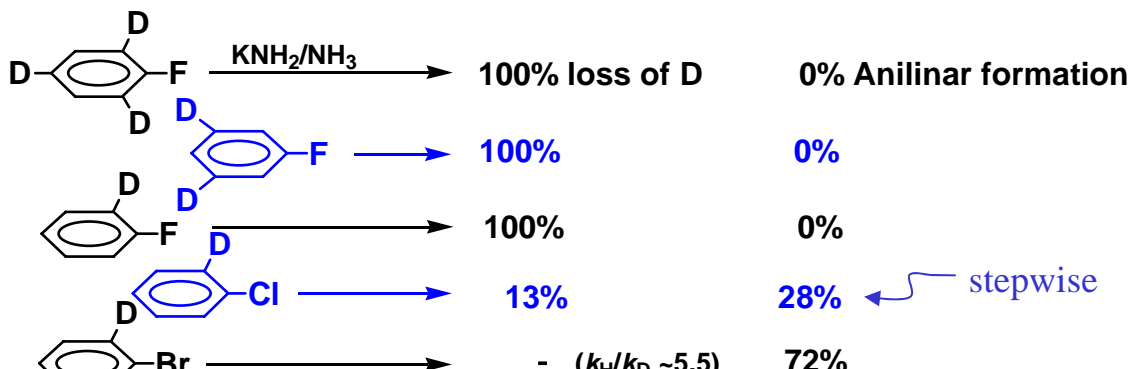 D
D
F
D
KNH2/NH3
100% loss of D
0% Anilinar formation
D
F
D
100%
0%
D
F
100%
0%
D
Cl
13%
28%
stepwise
D
Br
- (kH/kD ~5.5)
72%